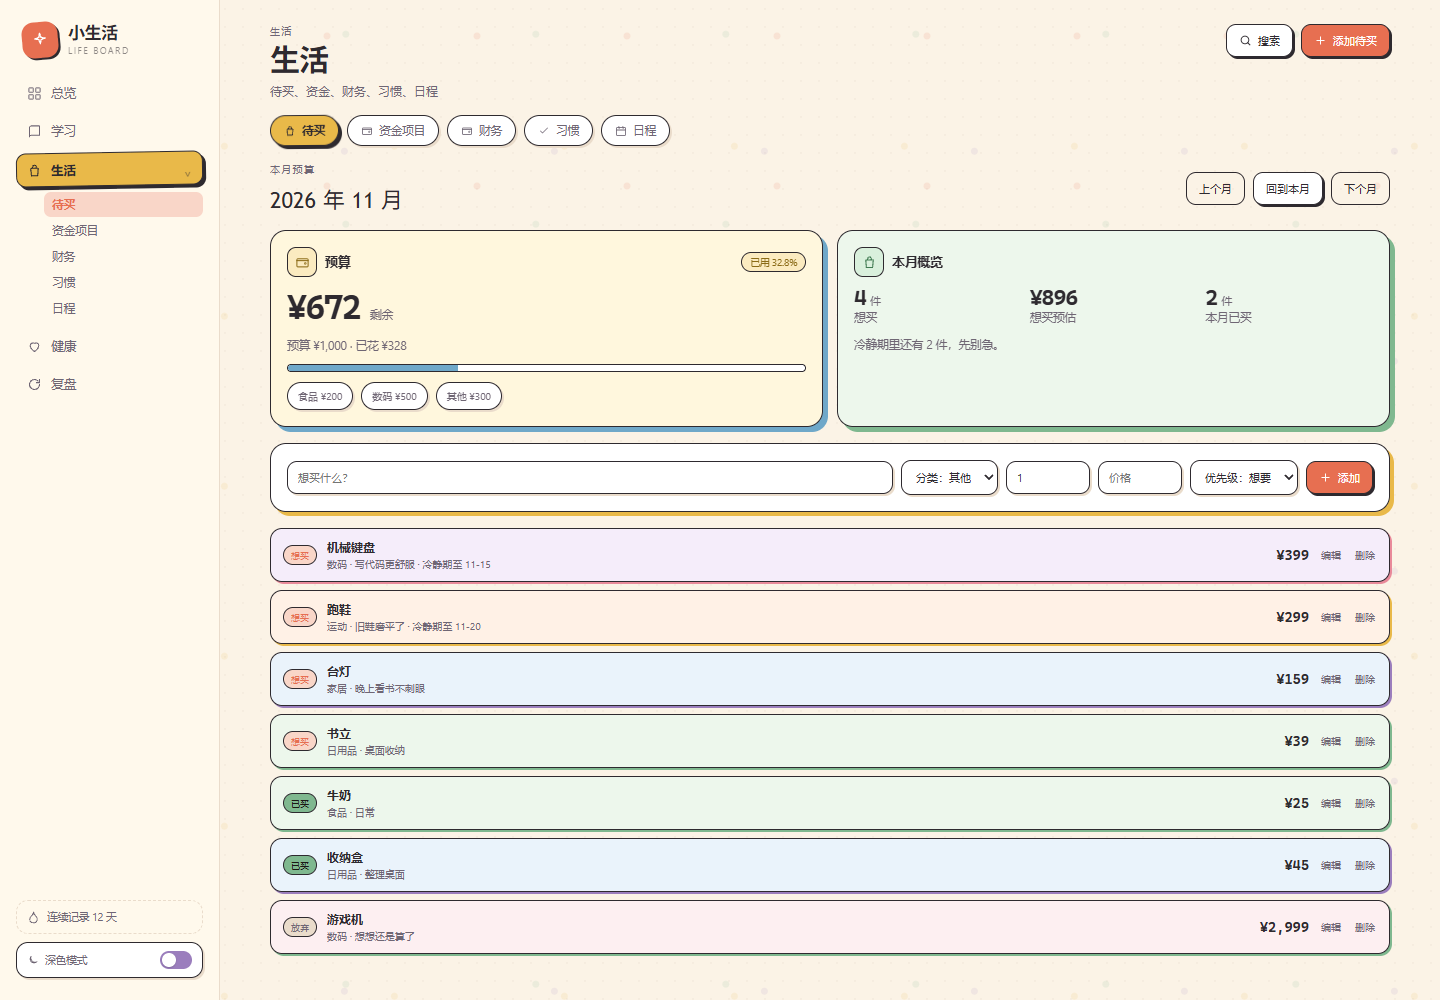 小生活
LIFE BOARD
总览
学习
生活
待买
资金项目
财务
习惯
日程
健康
复盘
连续记录 12 天
深色模式
生活
生活
待买、资金、财务、习惯、日程
搜索
添加待买
待买
资金项目
财务
习惯
日程
本月预算
2026 年 11 月
上个月
回到本月
下个月
预算
已用 32.8%
¥672 剩余
预算 ¥1,000 · 已花 ¥328
食品 ¥200
数码 ¥500
其他 ¥300
本月概览
4 件
想买
¥896
想买预估
2 件
本月已买
冷静期里还有 2 件，先别急。
想买什么?
分类：其他
1
价格
优先级：想要
添加
想买
机械键盘
数码 · 写代码更舒服 · 冷静期至 11-15
¥399
编辑
删除
想买
跑鞋
运动 · 旧鞋磨平了 · 冷静期至 11-20
¥299
编辑
删除
想买
台灯
家居 · 晚上看书不刺眼
¥159
编辑
删除
想买
书立
日用品 · 桌面收纳
¥39
编辑
删除
已买
牛奶
食品 · 日常
¥25
编辑
删除
已买
收纳盒
日用品 · 整理桌面
¥45
编辑
删除
放弃
游戏机
数码 · 想想还是算了
¥2,999
编辑
删除